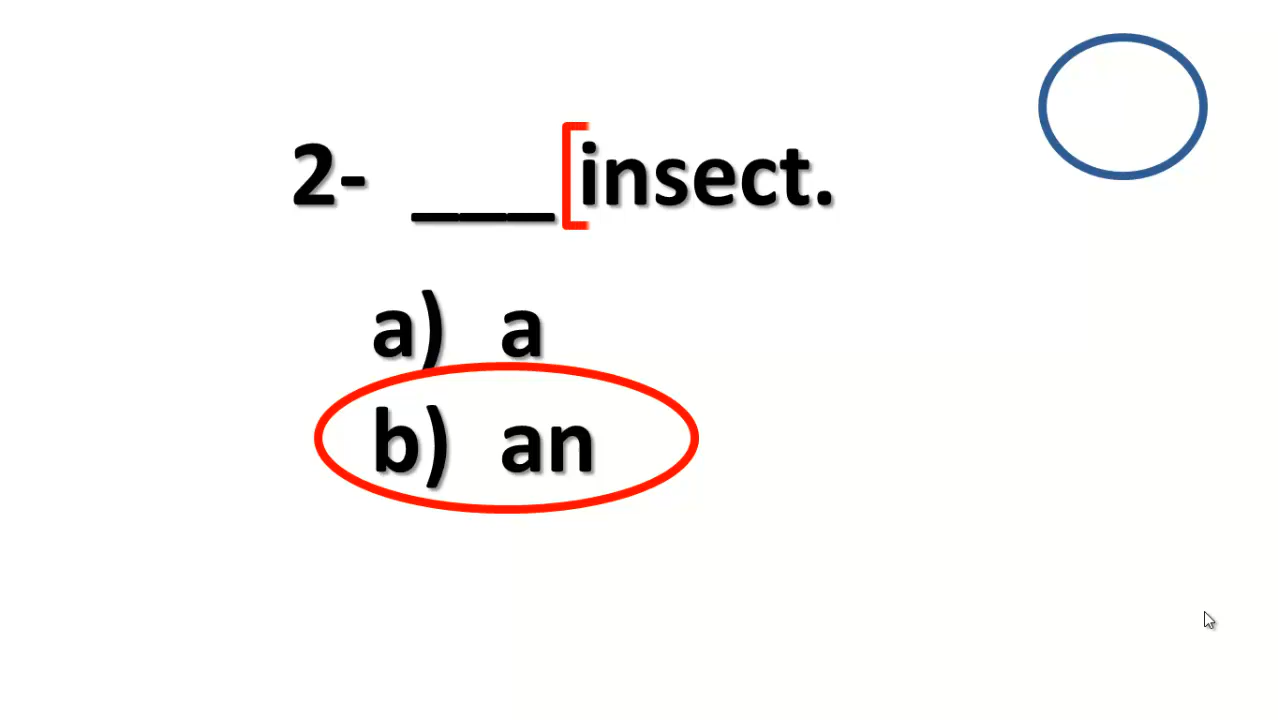 2- ___ insect.
a) a
b) an